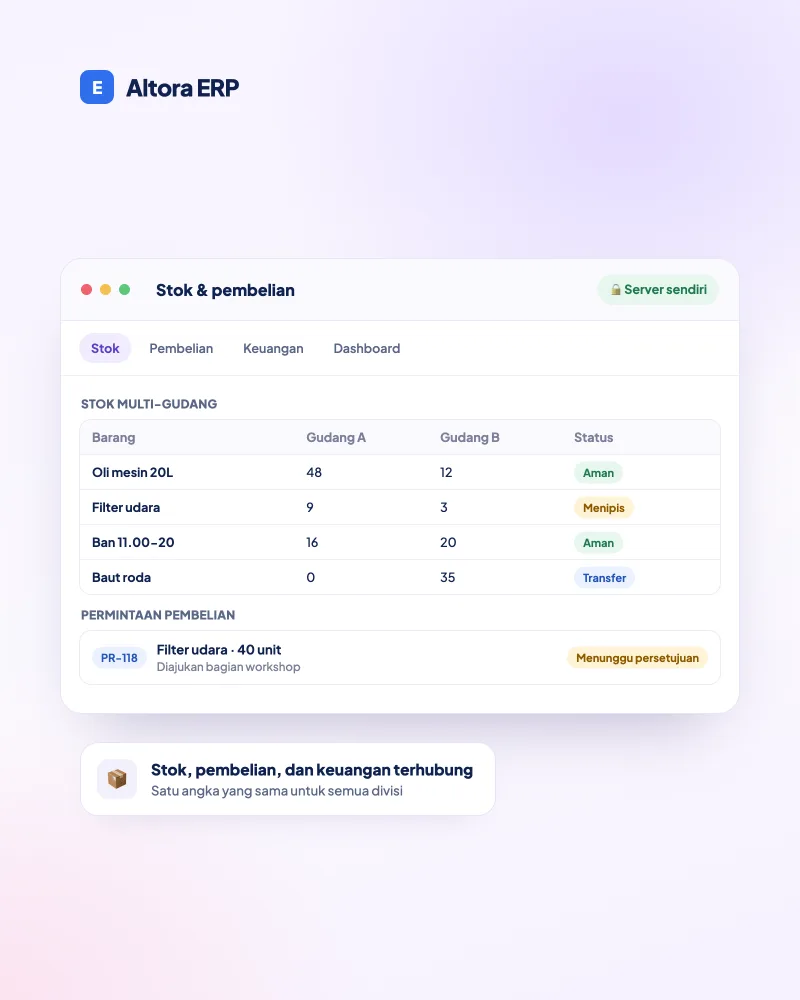 E
Altora ERP
Stok & pembelian
Server sendiri
Stok Pembelian Keuangan Dashboard
STOK MULTI-GUDANG
Barang Gudang A Gudang B Status
Oli mesin 20L 48 12 Aman
Filter udara 9 3 Menipis
Ban 11.00-20 16 20 Aman
Baut roda 0 35 Transfer
PERMINTAAN PEMBELIAN
PR-118 Filter udara · 40 unit Menunggu persetujuan
Diajukan bagian workshop
Stok, pembelian, dan keuangan terhubung
Satu angka yang sama untuk semua divisi